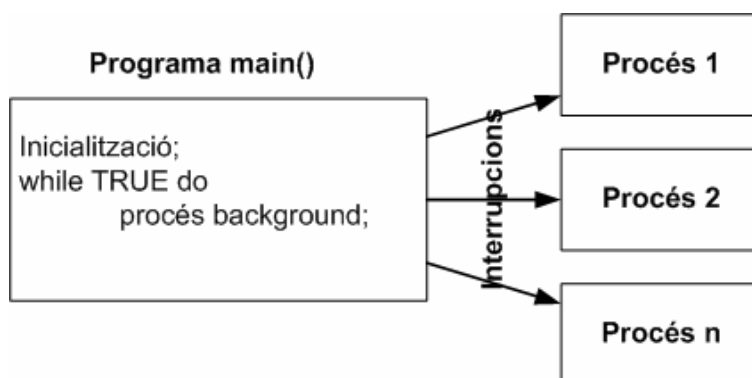 Programa main()
Inicialització;
while TRUE do
procés background;
Interrupcions
Procés 1
Procés 2
Procés n